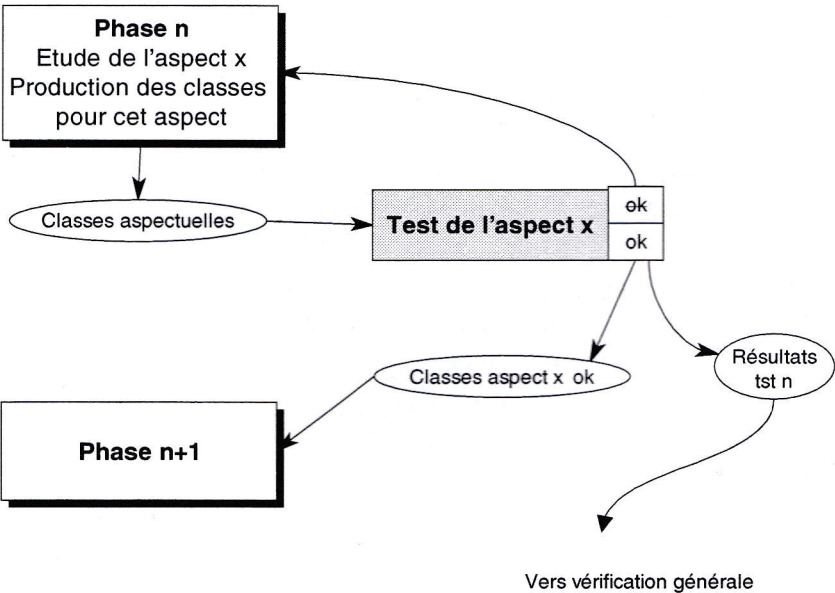 Phase n
Etude de l'aspect x
Production des classes
pour cet aspect
Classes aspectuelles
Test de l'aspect x
ok
ok
Classes aspect x ok
Résultats
tst n
Phase n+1
Vers vérification générale